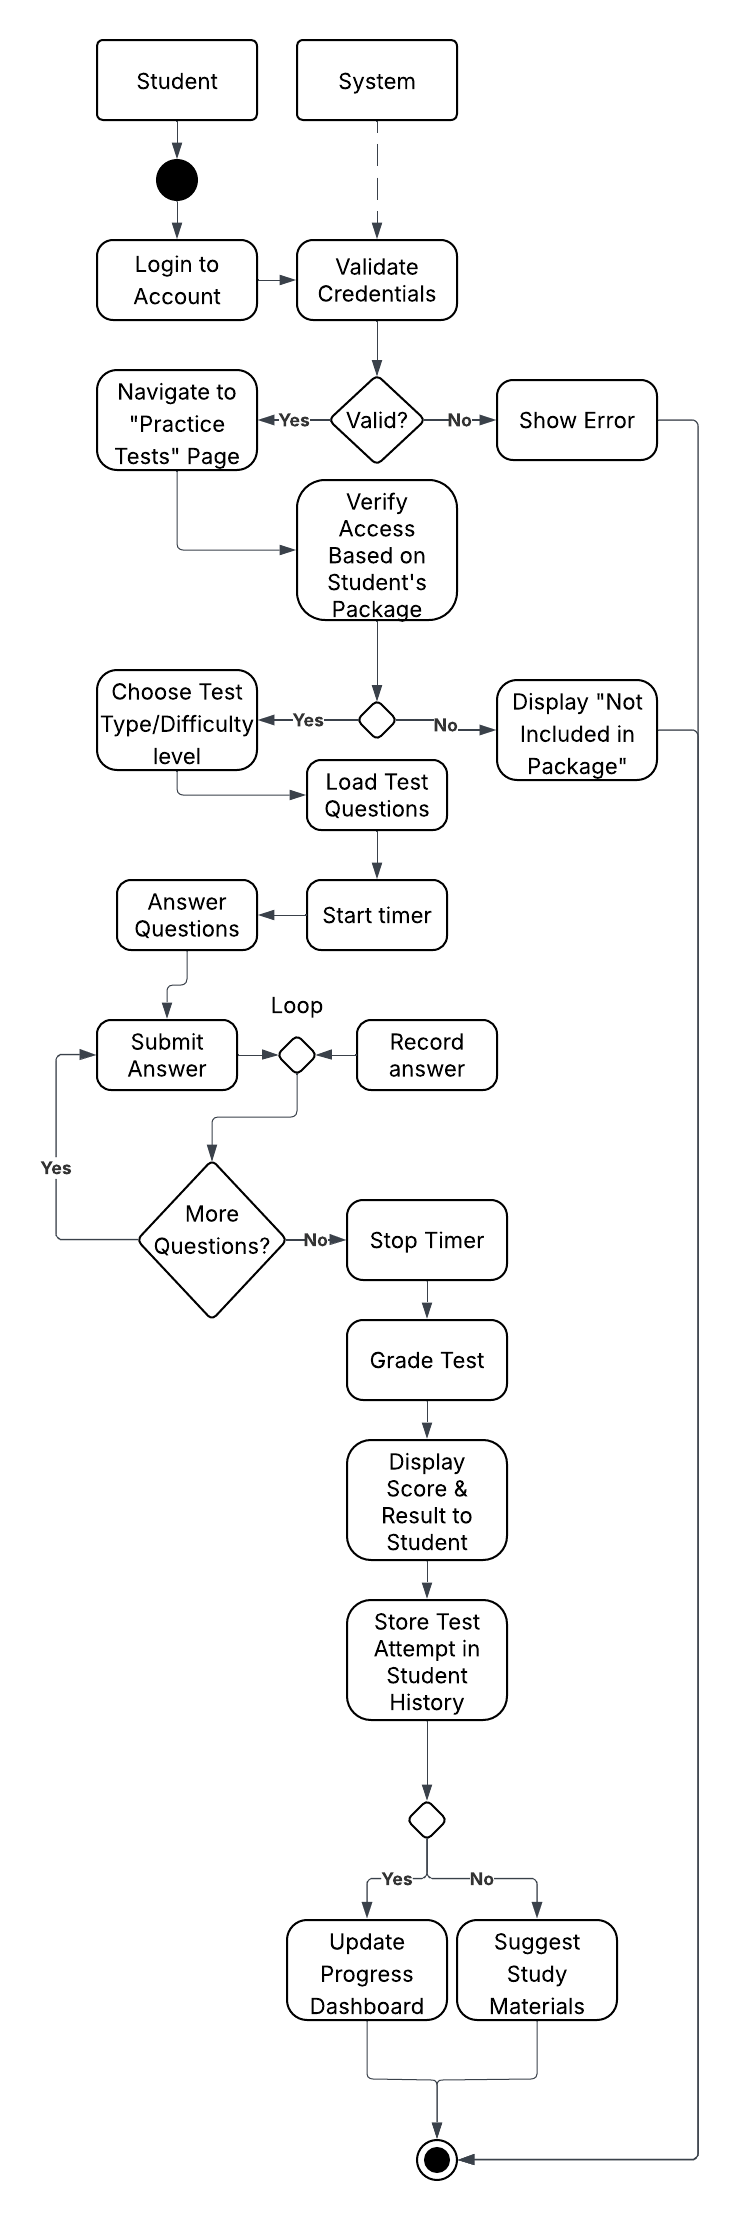 Student
System
Login to
Account
Validate
Credentials
Navigate to
"Practice
Tests" Page
Yes
Valid?
No
Show Error
Verify
Access
Based on
Student's
Package
Choose Test
Type/Difficulty
level
Yes
No
Display "Not
Included in
Package"
Load Test
Questions
Answer
Questions
Start timer
Loop
Submit
Answer
Record
answer
Yes
More
Questions?
No
Stop Timer
Grade Test
Display
Score &
Result to
Student
Store Test
Attempt in
Student
History
Yes
No
Update
Progress
Dashboard
Suggest
Study
Materials